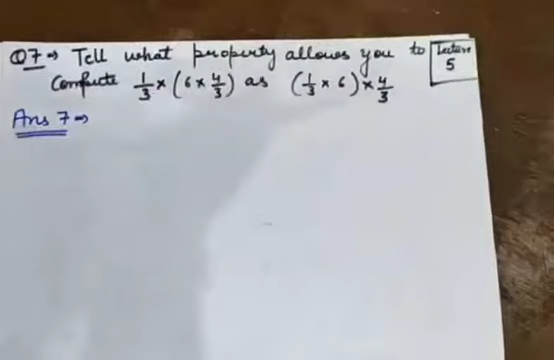 Q7⇒ Tell what property allows you to
Compute 1/3 × (6 × 4/3) as (1/3 × 6) × 4/3
Lecture
5
Ans 7⇒